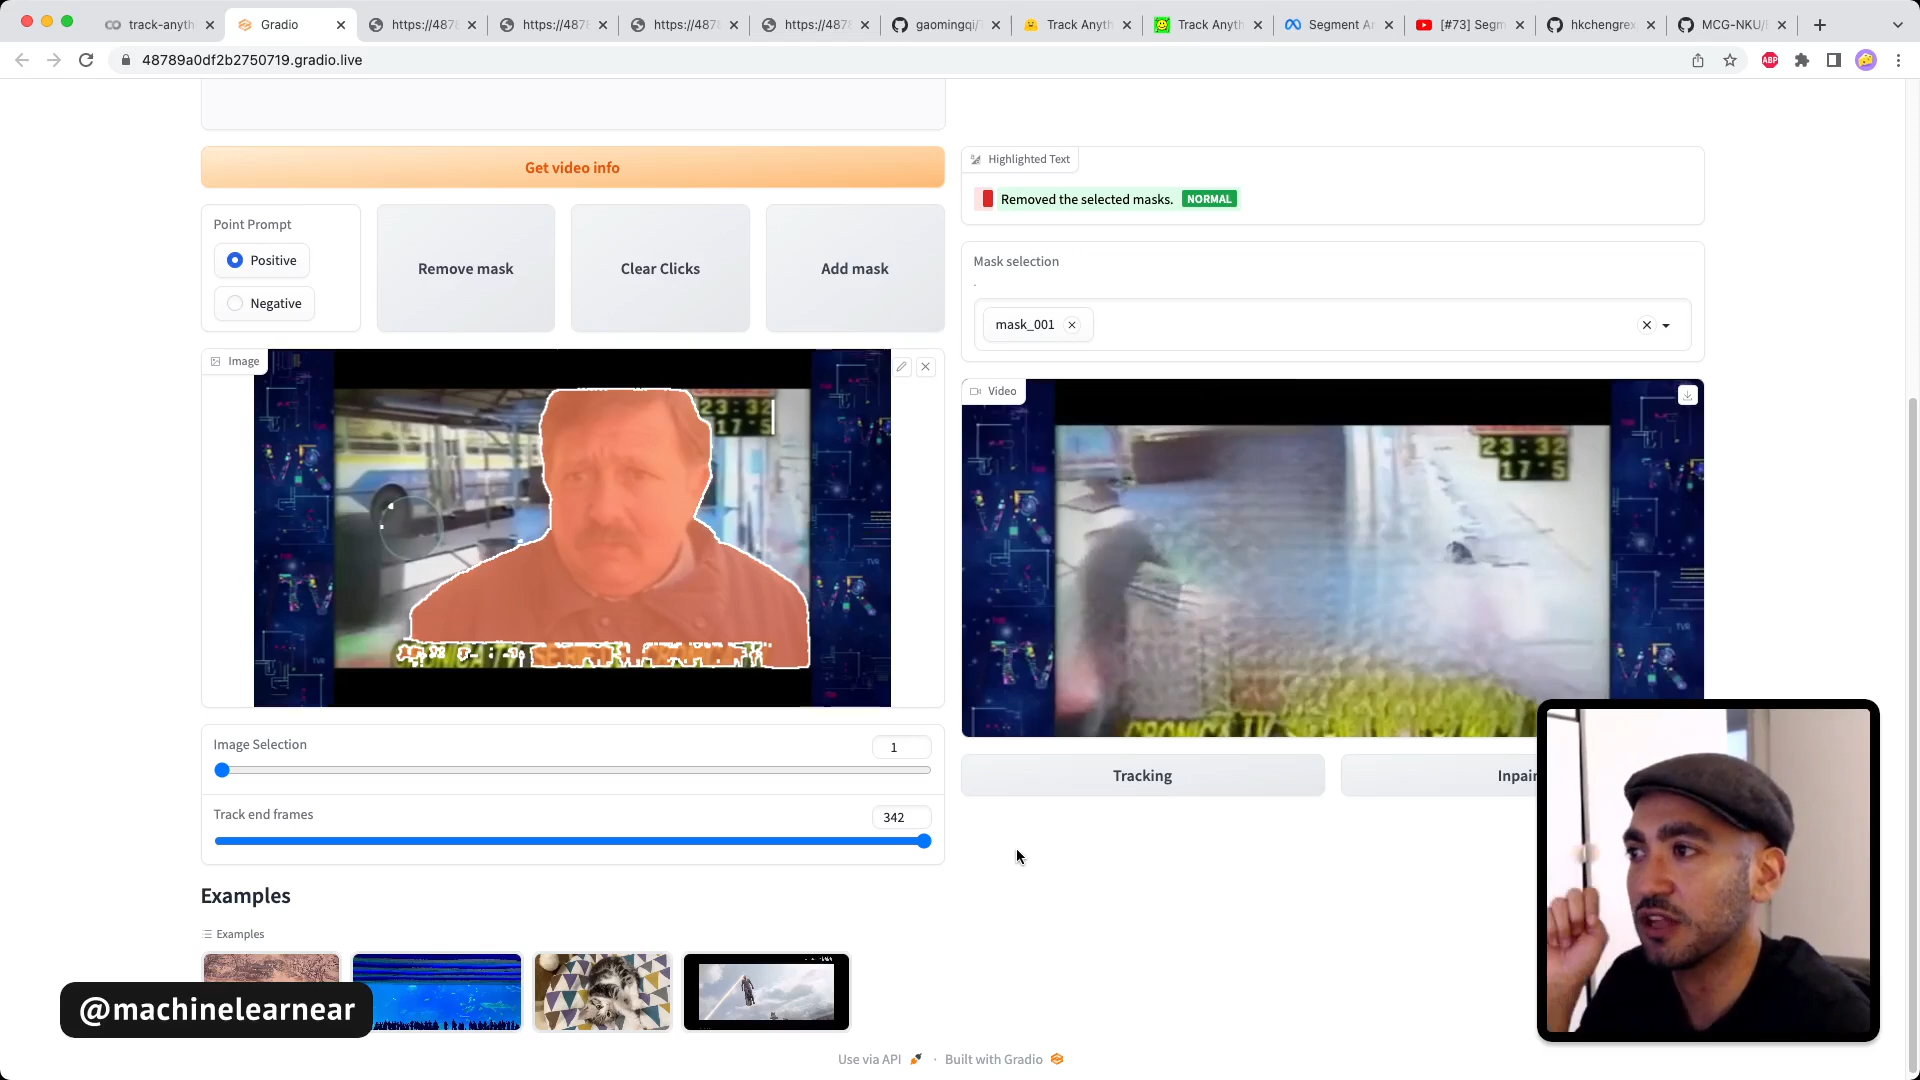 track-anyth
Gradio
https://487
https://487
https://487
https://487
gaomingqi/
Track Anyth
Track Anyth
Segment Ar
[#73] Segm
hkchengrex
MCG-NKU/
48789a0df2b2750719.gradio.live
ABP
Get video info
Highlighted Text
Removed the selected masks. NORMAL
Point Prompt
Positive
Negative
Remove mask
Clear Clicks
Add mask
Mask selection
.
mask_001
Image
23:32
17·5
Video
23:32
17·5
TVR
TVR
Image Selection
1
Track end frames
342
Tracking
Inpain
Examples
Examples
@machinelearnear
Use via API · Built with Gradio